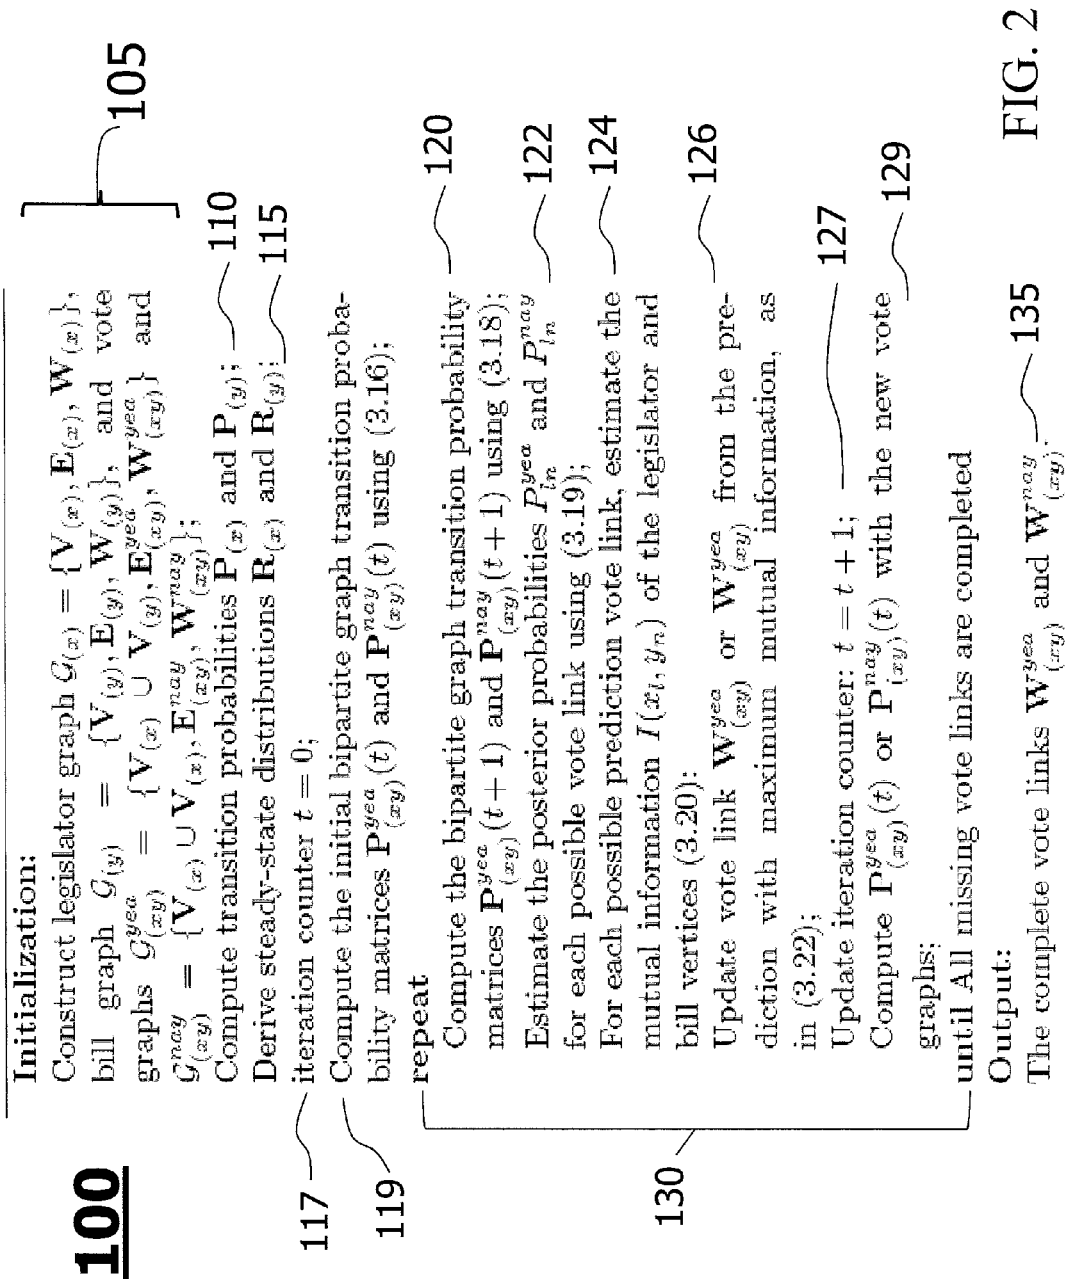 100
Initialization:
Construct legislator graph 𝒢_(x) = {V_(x), E_(x), W_(x)},
bill graph 𝒢_(y) = {V_(y), E_(y), W_(y)}, and vote
graphs 𝒢^yea_(xy) = {V_(x) ∪ V_(y), E^yea_(xy), W^yea_(xy)} and
𝒢^nay_(xy) = {V_(x) ∪ V_(x), E^nay_(xy), W^nay_(xy)};
105
Compute transition probabilities P_(x) and P_(y);
110
Derive steady-state distributions R_(x) and R_(y);
115
117
iteration counter t = 0;
119
Compute the initial bipartite graph transition proba-
bility matrices P^yea_(xy)(t) and P^nay_(xy)(t) using (3.16);
130
repeat
Compute the bipartite graph transition probability
120
matrices P^yea_(xy)(t + 1) and P^nay_(xy)(t + 1) using (3.18);
Estimate the posterior probabilities P^yea_ln and P^nay_ln
122
for each possible vote link using (3.19);
For each possible prediction vote link, estimate the
124
mutual information I(x_l, y_n) of the legislator and
bill vertices (3.20):
Update vote link W^yea_(xy) or W^yea_(xy) from the pre-
126
diction with maximum mutual information, as
in (3.22);
Update iteration counter: t = t + 1;
127
Compute P^yea_(xy)(t) or P^nay_(xy)(t) with the new vote
129
graphs;
until All missing vote links are completed
Output:
The complete vote links W^yea_(xy) and W^nay_(xy).
135
FIG. 2